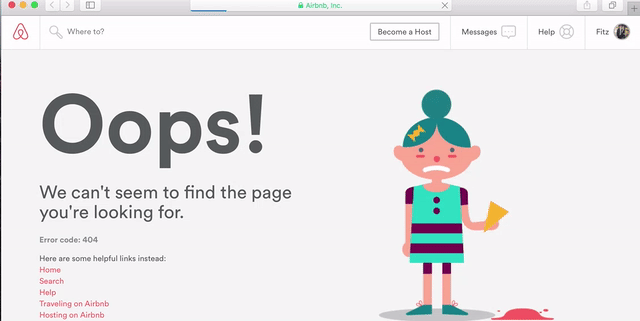 Airbnb, Inc.
Where to?
Become a Host
Messages
Help
Fitz
Oops!
We can't seem to find the page
you're looking for.
Error code: 404
Here are some helpful links instead:
Home
Search
Help
Traveling on Airbnb
Hosting on Airbnb